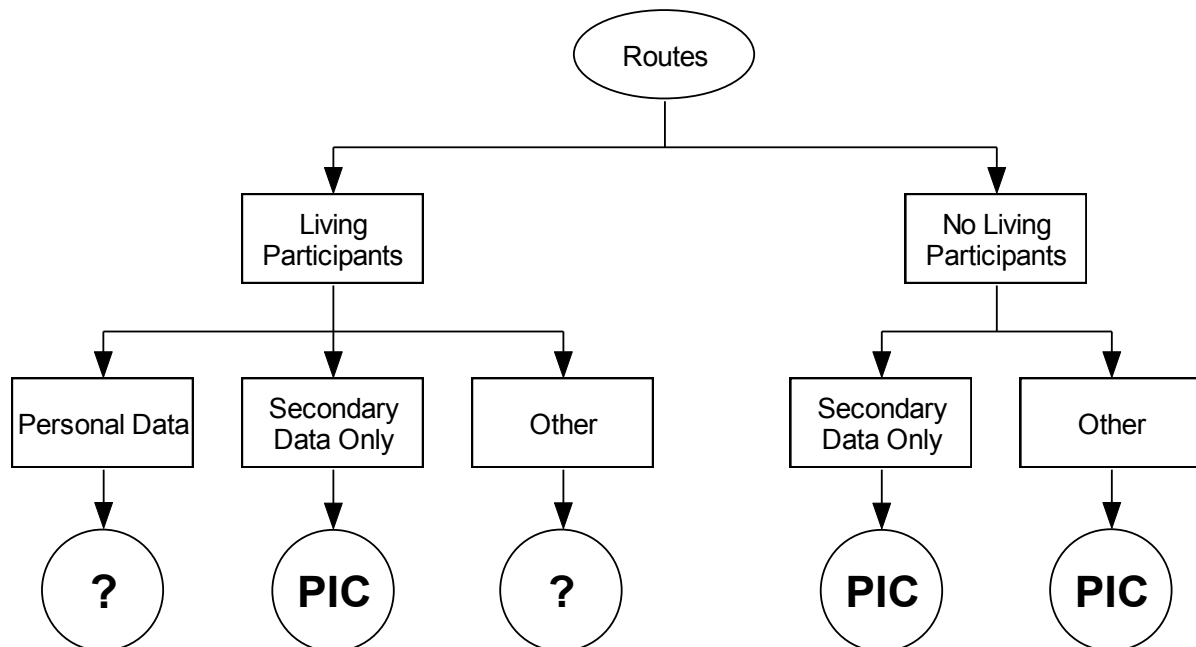 Routes
Living
Participants
No Living
Participants
Personal Data
Secondary
Data Only
Other
Secondary
Data Only
Other
?
PIC
?
PIC
PIC